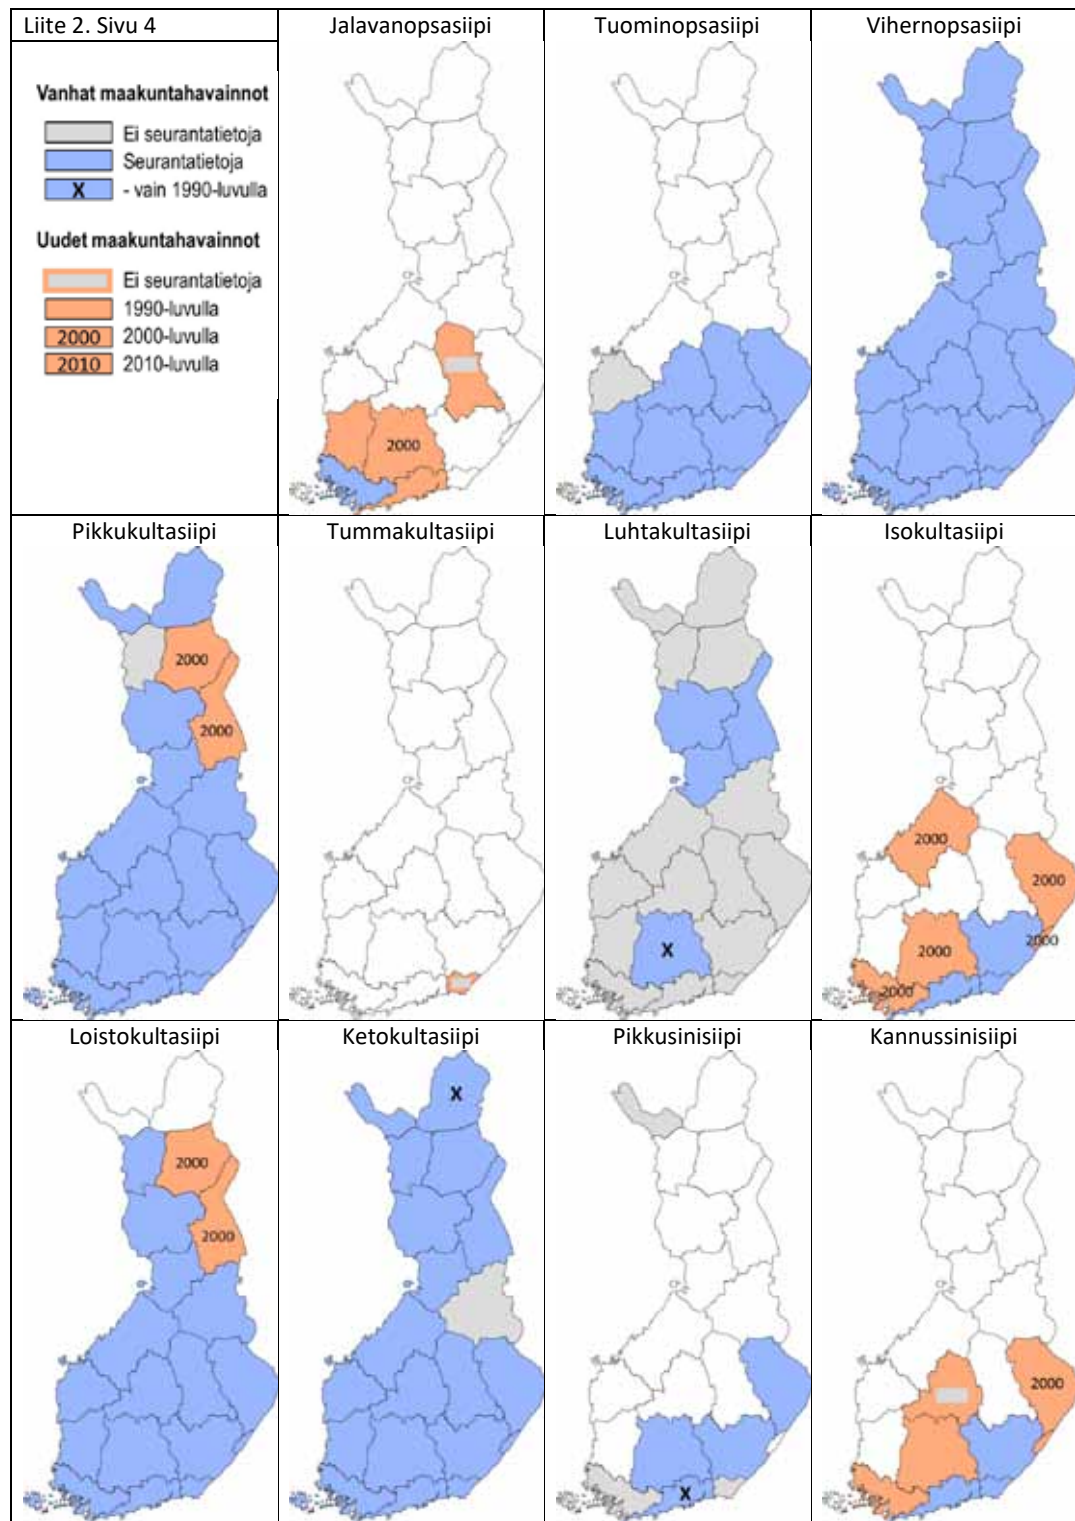 Liite 2. Sivu 4
Jalavanopsasiipi
Tuominopsasiipi
Vihernopsasiipi
Vanhat maakuntahavainnot
Ei seurantatietoja
Seurantatietoja
X - vain 1990-luvulla
Uudet maakuntahavainnot
Ei seurantatietoja
1990-luvulla
2000 2000-luvulla
2010 2010-luvulla
2000
Pikkukultasiipi
Tummakultasiipi
Luhtakultasiipi
Isokultasiipi
2000
2000
X
2000
2000
2000
2000
2000
Loistokultasiipi
Ketokultasiipi
Pikkusinisiipi
Kannussinisiipi
2000
2000
X
X
2000